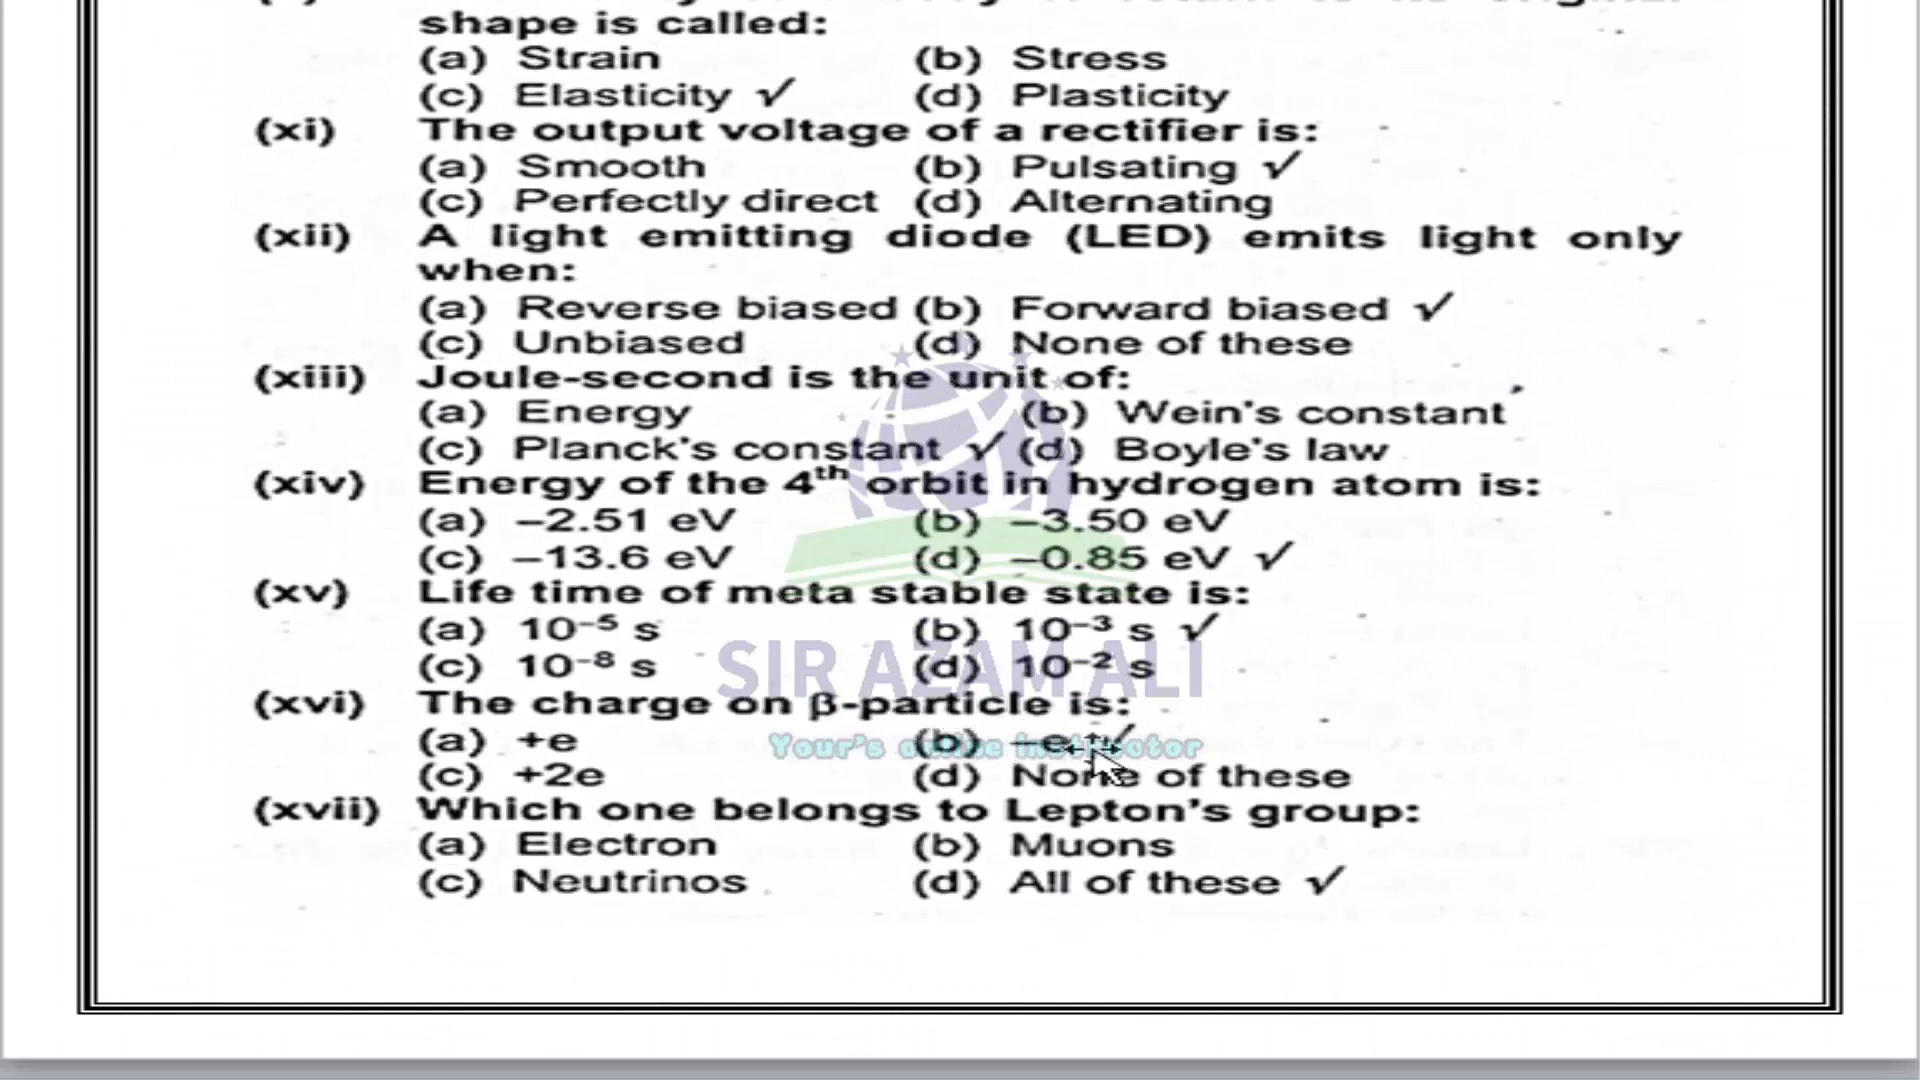 shape is called:
(a) Strain (b) Stress
(c) Elasticity ✓ (d) Plasticity
(xi) The output voltage of a rectifier is:
(a) Smooth (b) Pulsating ✓
(c) Perfectly direct (d) Alternating
(xii) A light emitting diode (LED) emits light only
when:
(a) Reverse biased (b) Forward biased ✓
(c) Unbiased (d) None of these
(xiii) Joule-second is the unit of:
(a) Energy (b) Wein's constant
(c) Planck's constant ✓ (d) Boyle's law
(xiv) Energy of the 4th orbit in hydrogen atom is:
(a) –2.51 eV (b) –3.50 eV
(c) –13.6 eV (d) –0.85 eV ✓
(xv) Life time of meta stable state is:
(a) 10⁻⁵ s (b) 10⁻³ s ✓
(c) 10⁻⁸ s (d) 10⁻² s
SIR AZAM ALI
(xvi) The charge on β-particle is:
(a) +e (b) –e ✓
Your's online instructor
(c) +2e (d) None of these
(xvii) Which one belongs to Lepton's group:
(a) Electron (b) Muons
(c) Neutrinos (d) All of these ✓